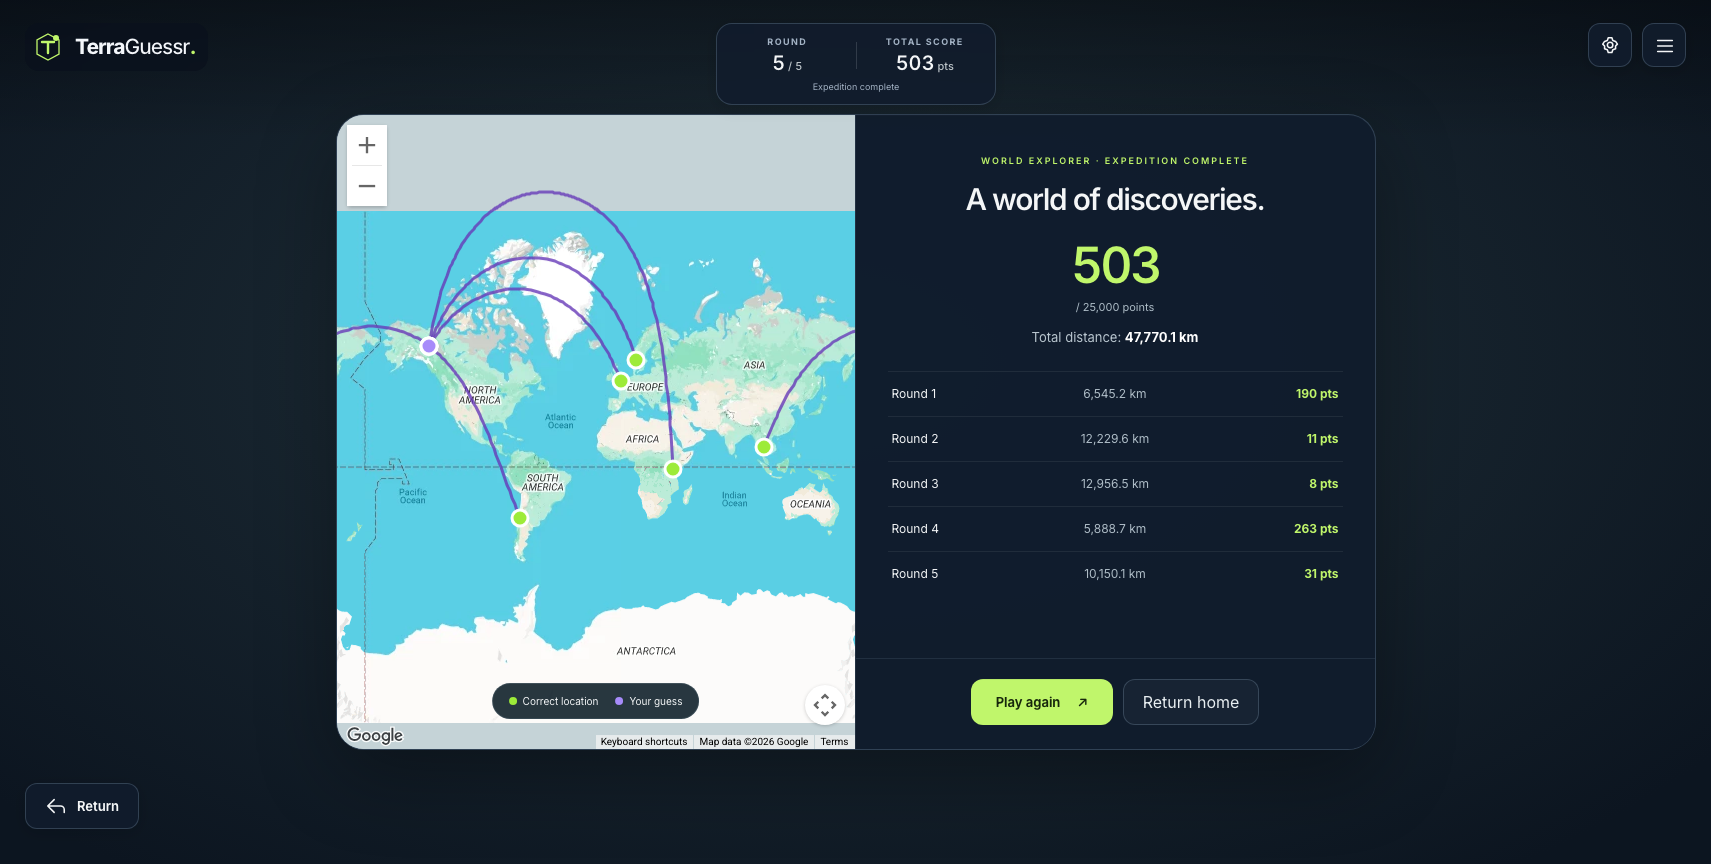 TerraGuessr.
ROUND
5 / 5
TOTAL SCORE
503 pts
Expedition complete
NORTH
AMERICA
Atlantic
Ocean
EUROPE
ASIA
AFRICA
SOUTH
AMERICA
Pacific
Ocean
Indian
Ocean
OCEANIA
ANTARCTICA
Correct location
Your guess
Google
Keyboard shortcuts
Map data ©2026 Google
Terms
WORLD EXPLORER · EXPEDITION COMPLETE
A world of discoveries.
503
/ 25,000 points
Total distance: 47,770.1 km
Round 1 6,545.2 km 190 pts
Round 2 12,229.6 km 11 pts
Round 3 12,956.5 km 8 pts
Round 4 5,888.7 km 263 pts
Round 5 10,150.1 km 31 pts
Play again
Return home
Return